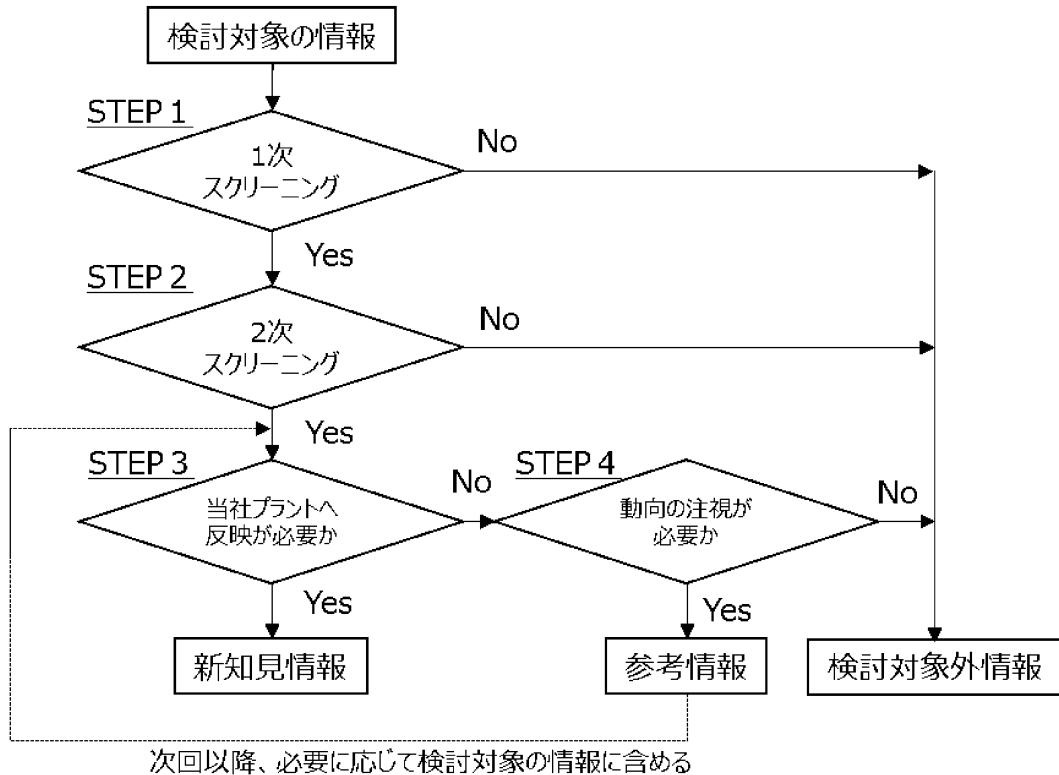 検討対象の情報
STEP 1
No
1次
スクリーニング
Yes
STEP 2
No
2次
スクリーニング
Yes
STEP 3
No
STEP 4
No
当社プラントへ
反映が必要か
動向の注視が
必要か
Yes
Yes
新知見情報
参考情報
検討対象外情報
次回以降、必要に応じて検討対象の情報に含める